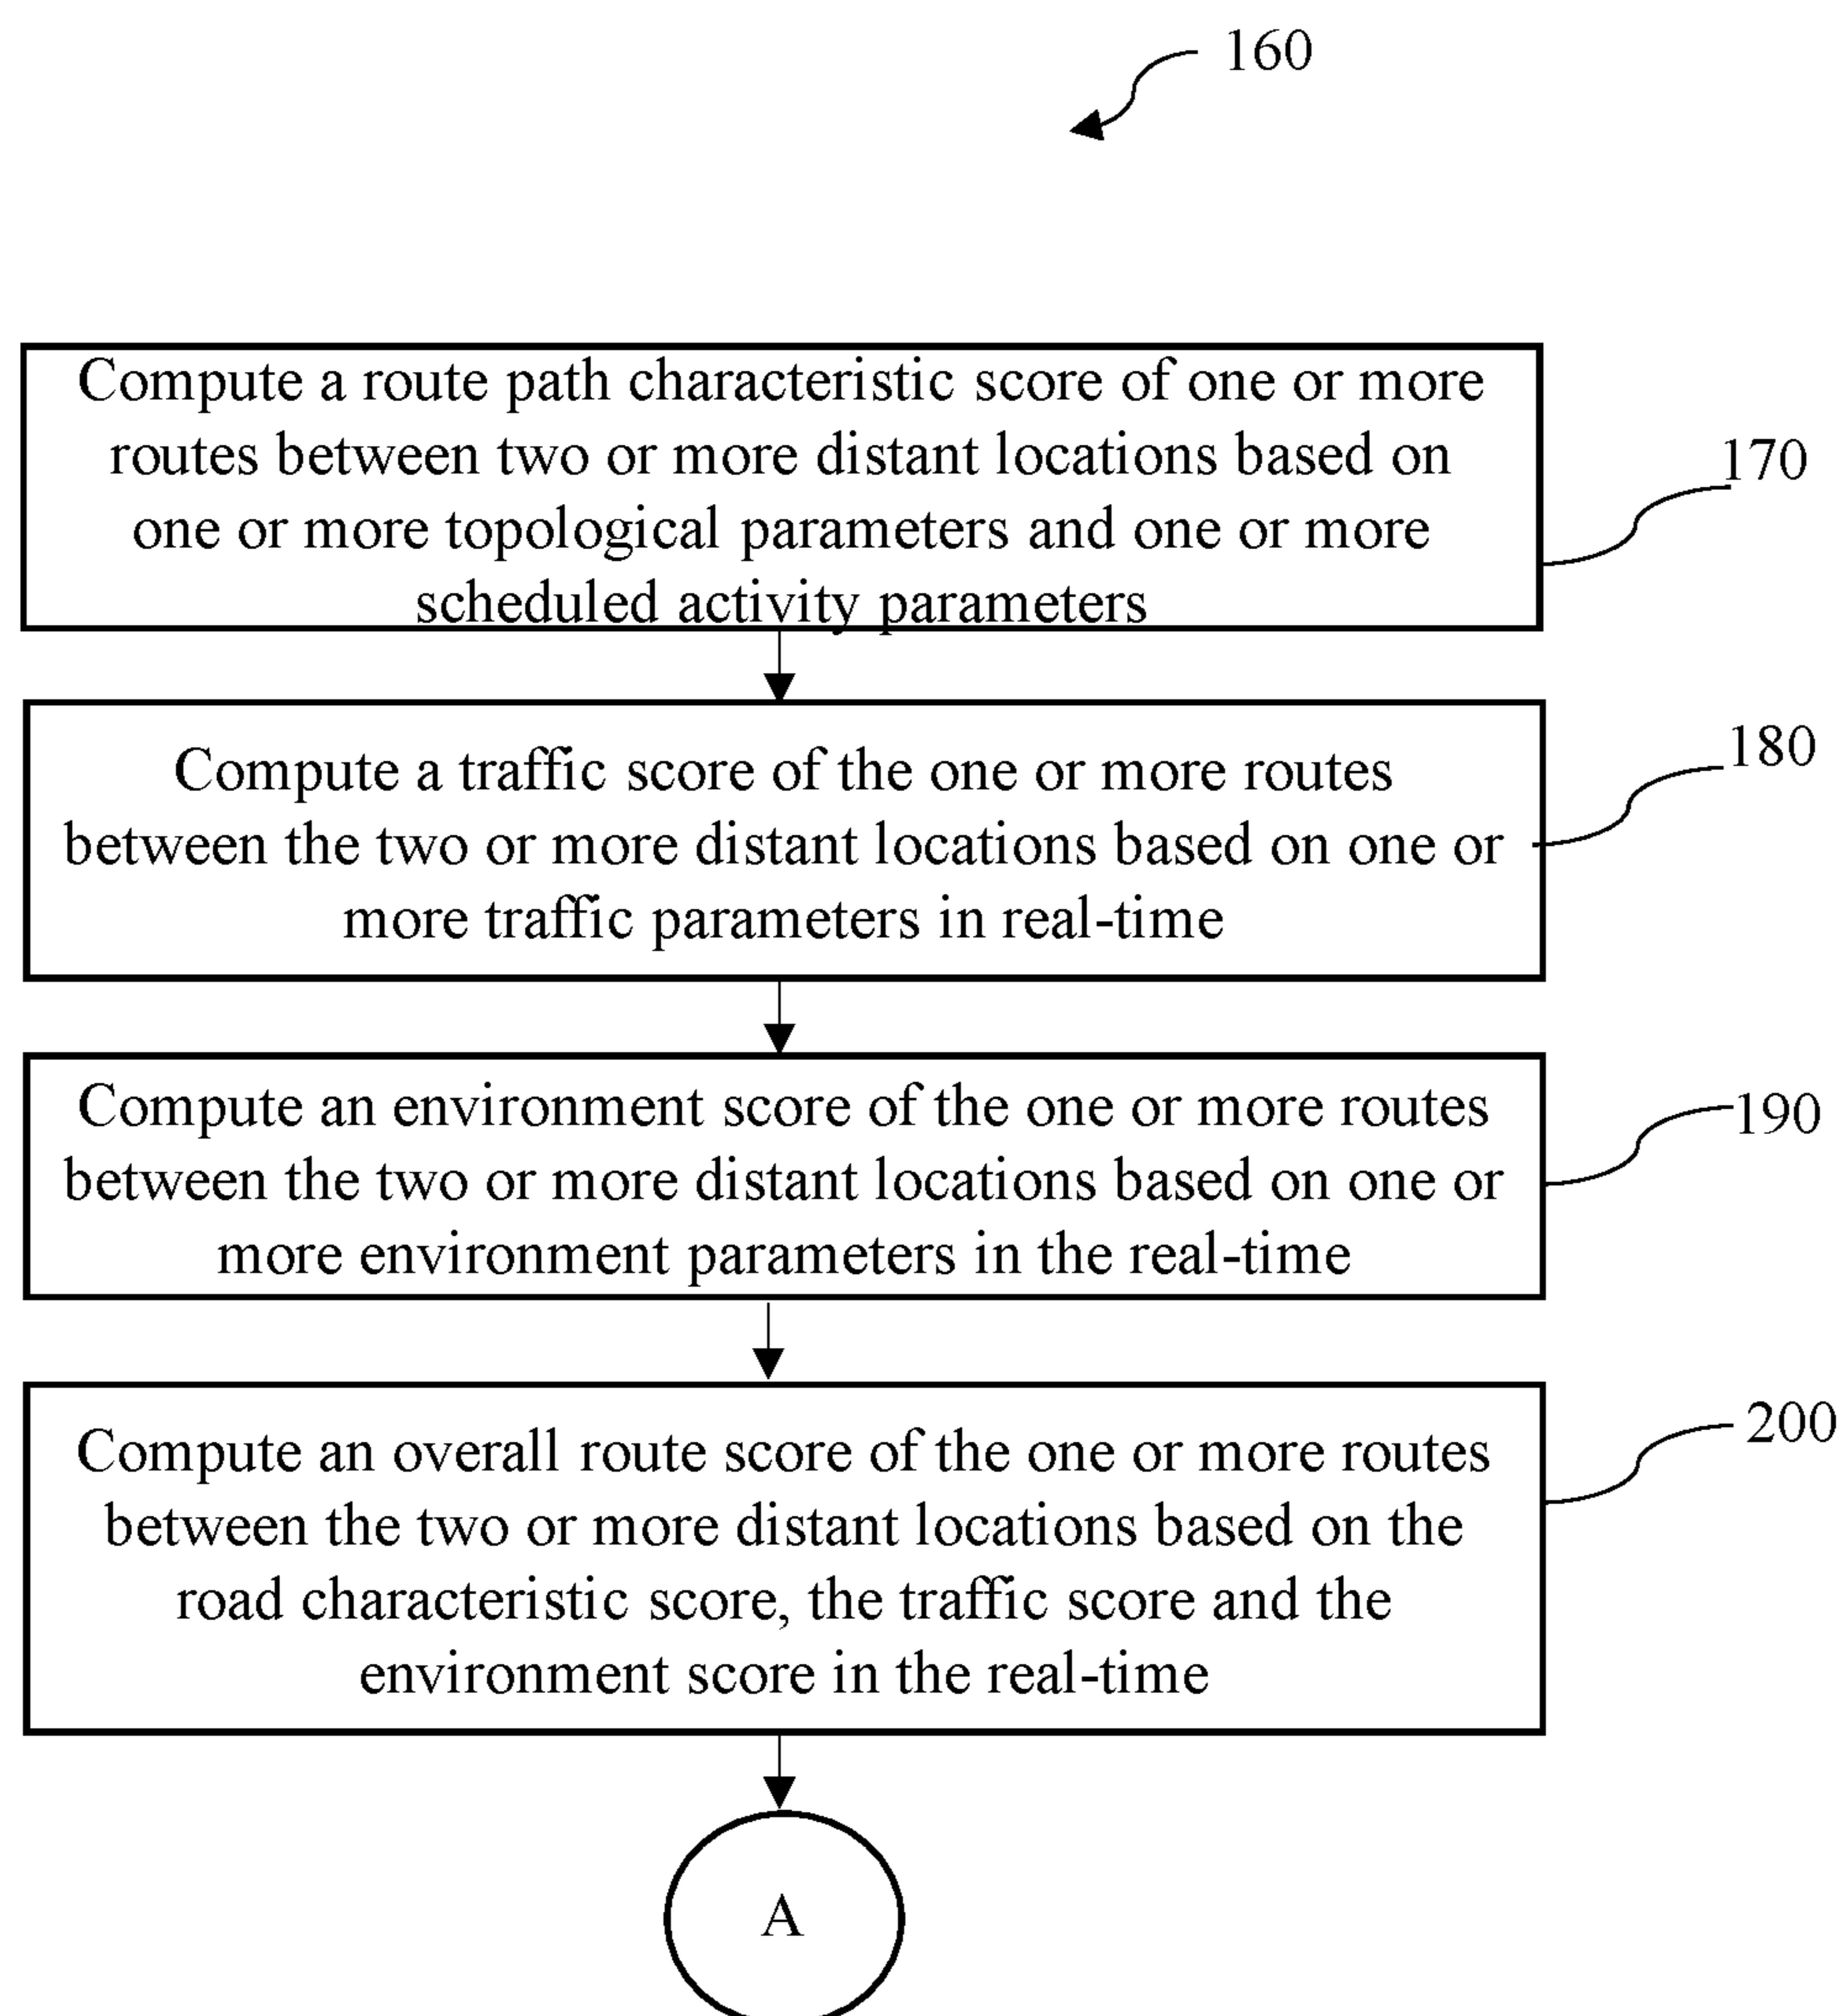 160
Compute a route path characteristic score of one or more
routes between two or more distant locations based on
one or more topological parameters and one or more
scheduled activity parameters
170
Compute a traffic score of the one or more routes
between the two or more distant locations based on one or
more traffic parameters in real-time
180
Compute an environment score of the one or more routes
between the two or more distant locations based on one or
more environment parameters in the real-time
190
Compute an overall route score of the one or more routes
between the two or more distant locations based on the
road characteristic score, the traffic score and the
environment score in the real-time
200
A